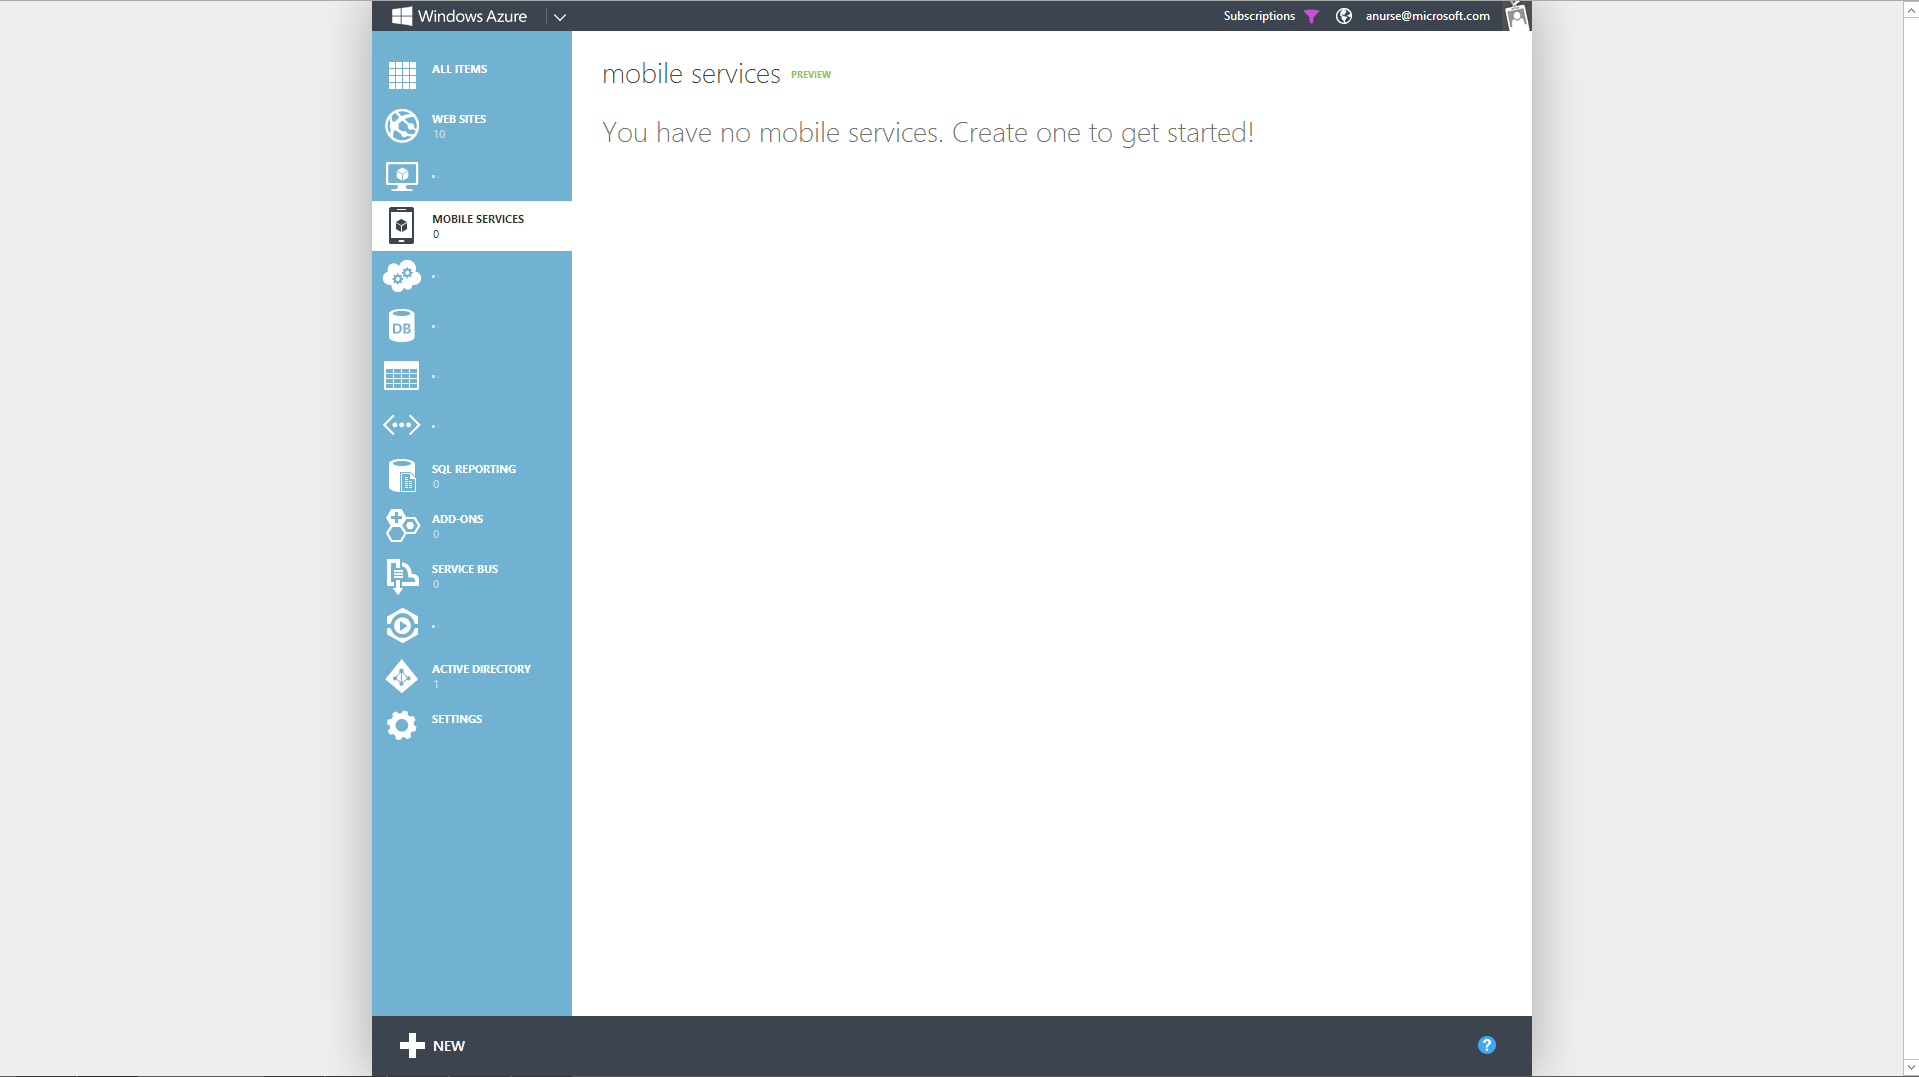 Windows Azure
Subscriptions
anurse@microsoft.com
ALL ITEMS
WEB SITES
10
MOBILE SERVICES
0
DB
SQL REPORTING
0
ADD-ONS
0
SERVICE BUS
0
ACTIVE DIRECTORY
1
SETTINGS
mobile services PREVIEW
You have no mobile services. Create one to get started!
NEW
?